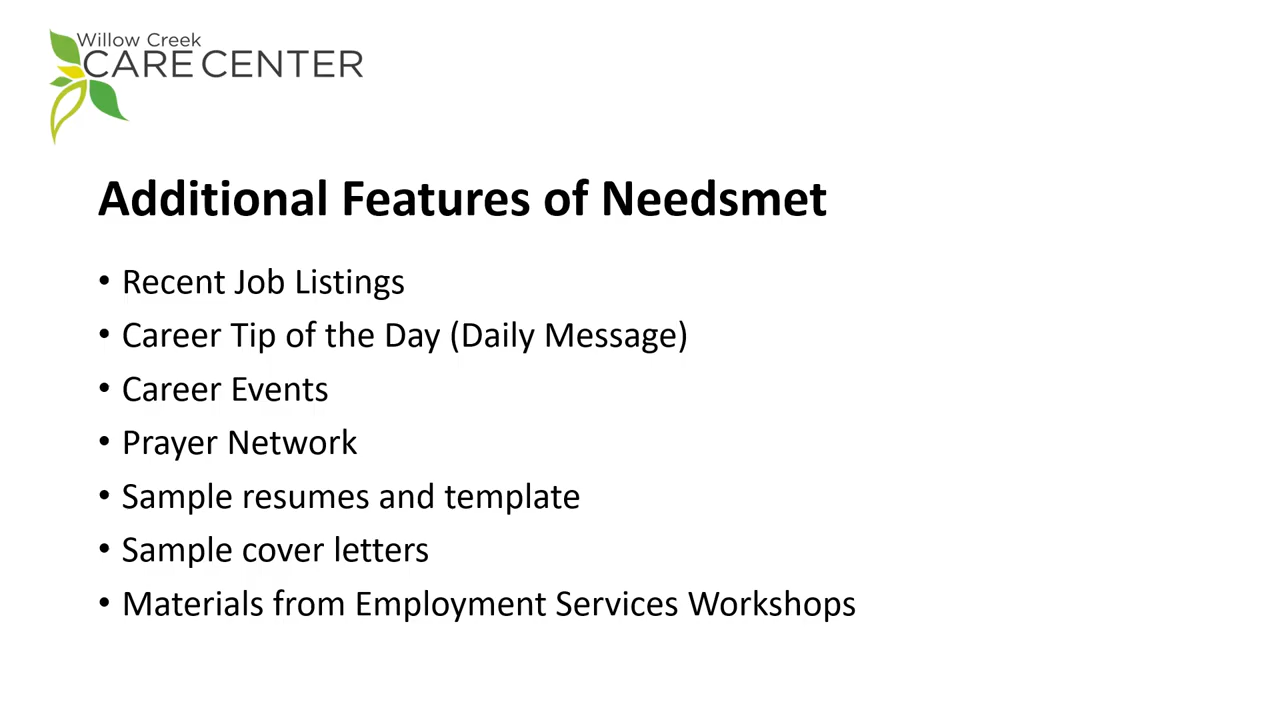 Willow Creek
CARE CENTER
Additional Features of Needsmet
• Recent Job Listings
• Career Tip of the Day (Daily Message)
• Career Events
• Prayer Network
• Sample resumes and template
• Sample cover letters
• Materials from Employment Services Workshops